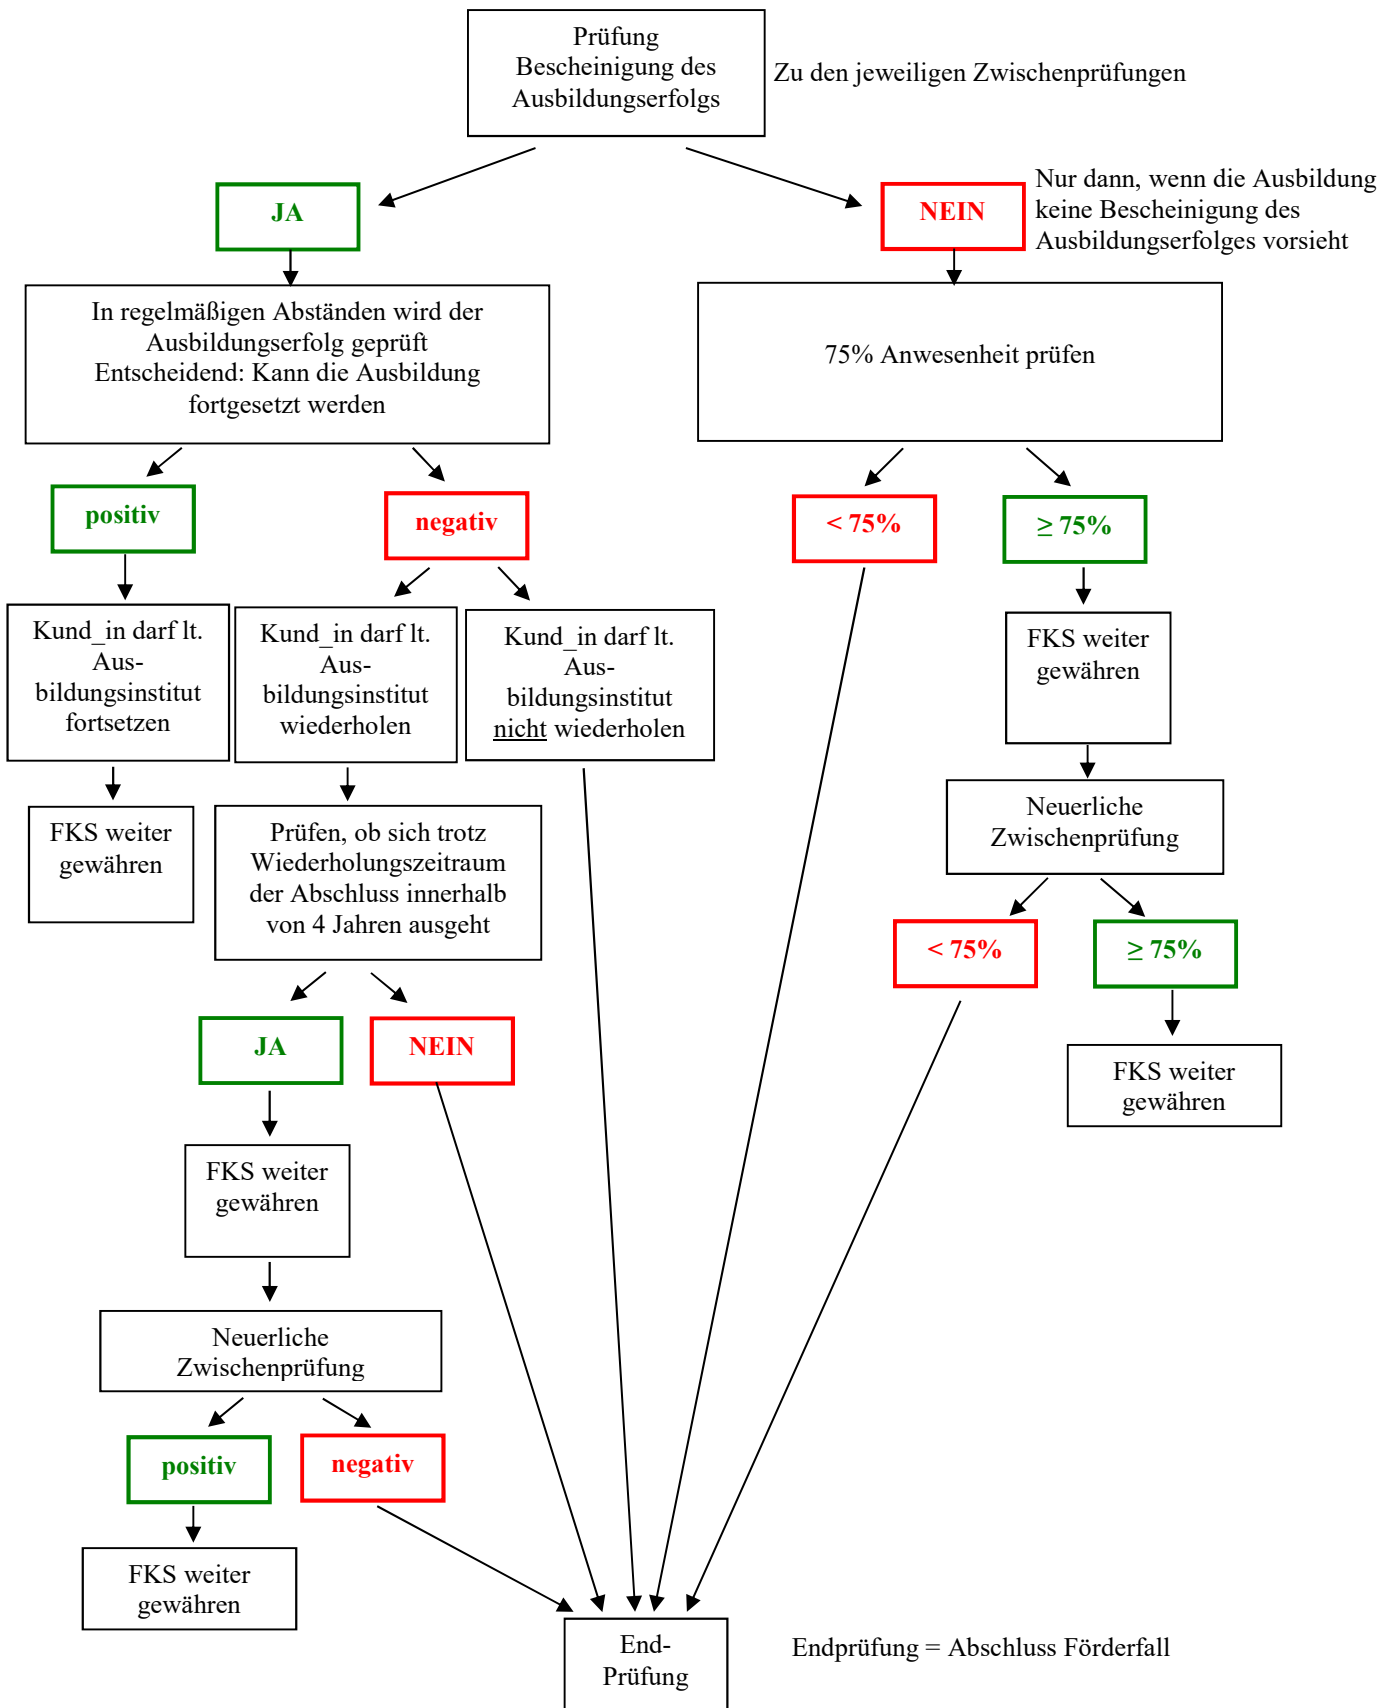 Prüfung
Bescheinigung des
Ausbildungserfolgs
Zu den jeweiligen Zwischenprüfungen
JA
NEIN
Nur dann, wenn die Ausbildung
keine Bescheinigung des
Ausbildungserfolges vorsieht
In regelmäßigen Abständen wird der
Ausbildungserfolg geprüft
Entscheidend: Kann die Ausbildung
fortgesetzt werden
75% Anwesenheit prüfen
positiv
negativ
< 75%
≥ 75%
Kund_in darf lt.
Aus-
bildungsinstitut
fortsetzen
Kund_in darf lt.
Aus-
bildungsinstitut
wiederholen
Kund_in darf lt.
Aus-
bildungsinstitut
nicht wiederholen
FKS weiter
gewähren
FKS weiter
gewähren
Prüfen, ob sich trotz
Wiederholungszeitraum
der Abschluss innerhalb
von 4 Jahren ausgeht
Neuerliche
Zwischenprüfung
< 75%
≥ 75%
JA
NEIN
FKS weiter
gewähren
FKS weiter
gewähren
Neuerliche
Zwischenprüfung
positiv
negativ
FKS weiter
gewähren
End-
Prüfung
Endprüfung = Abschluss Förderfall